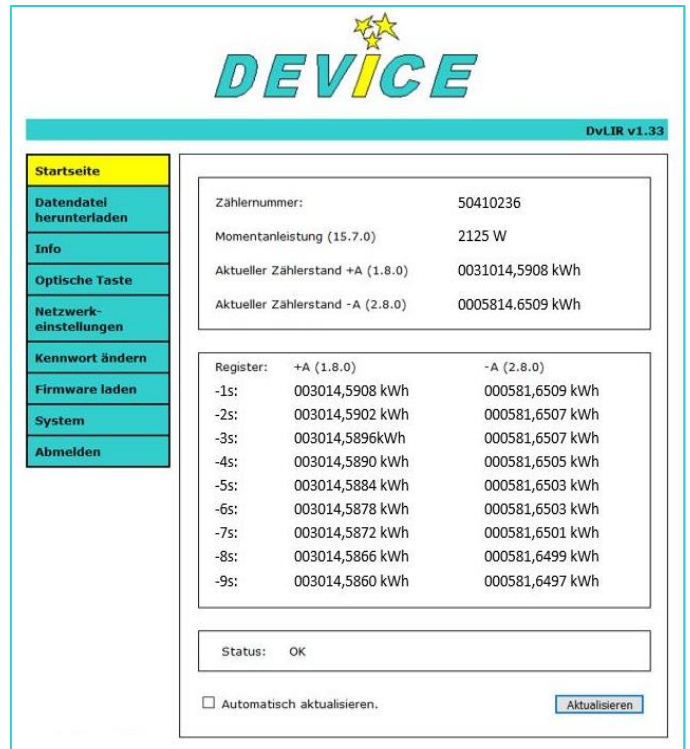 DEVICE
DvLIR v1.33
Startseite
Datendatei
herunterladen
Info
Optische Taste
Netzwerk-
einstellungen
Kennwort ändern
Firmware laden
System
Abmelden
Zählernummer: 50410236
Momentanleistung (15.7.0) 2125 W
Aktueller Zählerstand +A (1.8.0) 0031014,5908 kWh
Aktueller Zählerstand -A (2.8.0) 0005814.6509 kWh
Register: +A (1.8.0) -A (2.8.0)
-1s: 003014,5908 kWh 000581,6509 kWh
-2s: 003014,5902 kWh 000581,6507 kWh
-3s: 003014,5896kWh 000581,6507 kWh
-4s: 003014,5890 kWh 000581,6505 kWh
-5s: 003014,5884 kWh 000581,6503 kWh
-6s: 003014,5878 kWh 000581,6503 kWh
-7s: 003014,5872 kWh 000581,6501 kWh
-8s: 003014,5866 kWh 000581,6499 kWh
-9s: 003014,5860 kWh 000581,6497 kWh
Status: OK
Automatisch aktualisieren. Aktualisieren